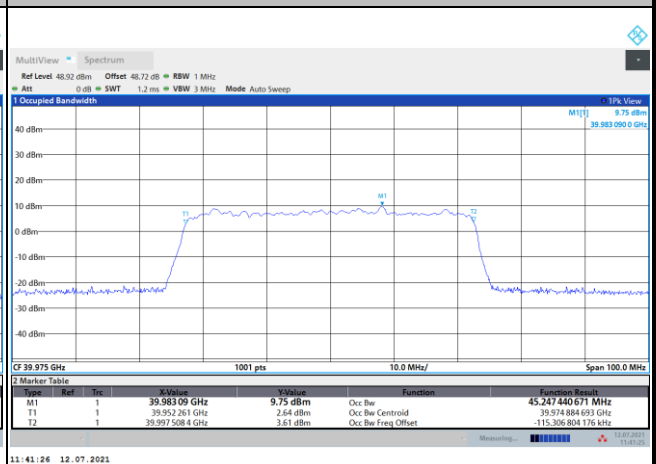 MultiView Spectrum
Ref Level 48.92 dBm Offset 48.72 dB RBW 1 MHz
Att 0 dB SWT 1.2 ms VBW 3 MHz Mode Auto Sweep
1 Occupied Bandwidth 1Pk View
M1[1] 9.75 dBm
39.983 090 0 GHz
40 dBm
30 dBm
20 dBm
10 dBm
M1
T1
T2
0 dBm
-10 dBm
-20 dBm
-30 dBm
-40 dBm
CF 39.975 GHz 1001 pts 10.0 MHz/ Span 100.0 MHz
2 Marker Table
Type Ref Trc X-Value Y-Value Function Function Result
M1 1 39.983 09 GHz 9.75 dBm Occ Bw 45.247 440 671 MHz
T1 1 39.952 261 GHz 2.64 dBm Occ Bw Centroid 39.974 884 693 GHz
T2 1 39.997 508 4 GHz 3.61 dBm Occ Bw Freq Offset -115.306 804 176 kHz
Measuring... 12.07.2021
11:41:25
11:41:26 12.07.2021